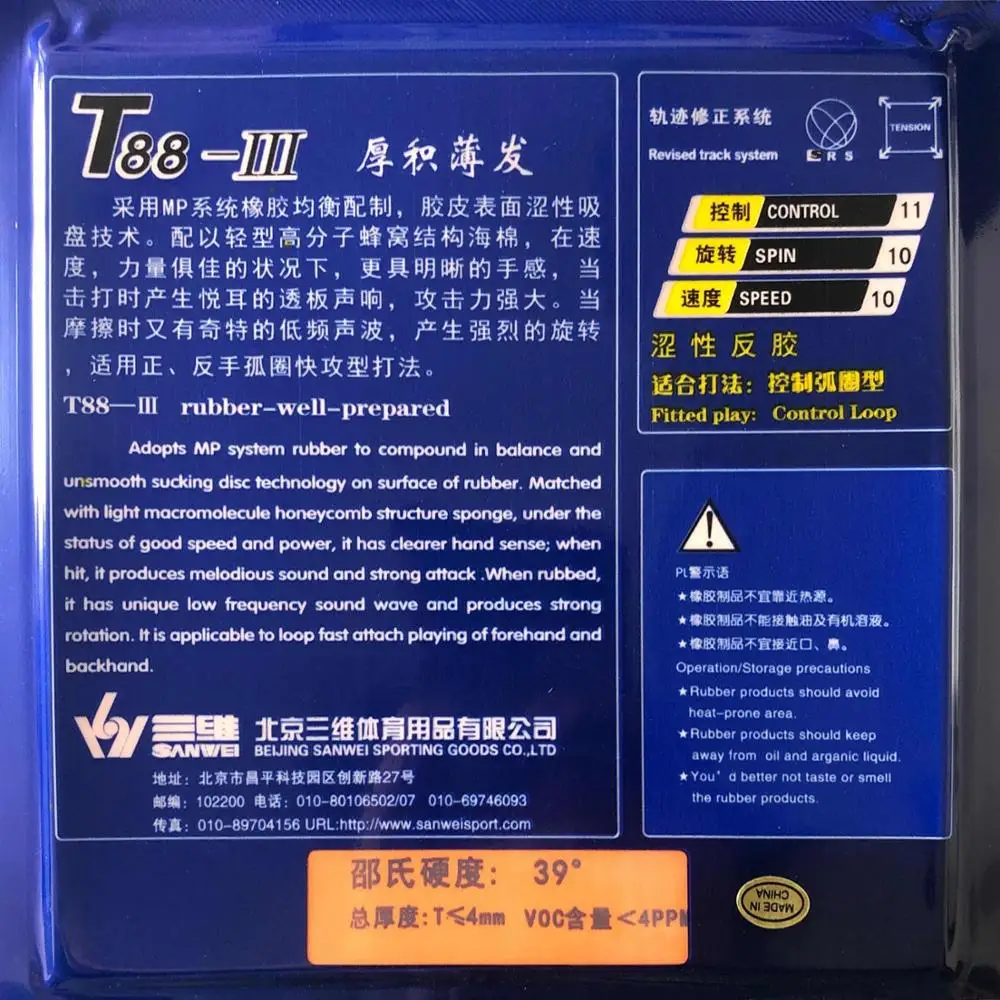 T88-III 厚积薄发
采用MP系统橡胶均衡配制，胶皮表面涩性吸
盘技术。配以轻型高分子蜂窝结构海棉，在速
度，力量俱佳的状况下，更具明晰的手感，当
击打时产生悦耳的透板声响，攻击力强大。当
摩擦时又有奇特的低频声波，产生强烈的旋转
，适用正、反手孤圈快攻型打法。
T88—III rubber-well-prepared
Adopts MP system rubber to compound in balance and
unsmooth sucking disc technology on surface of rubber. Matched
with light macromolecule honeycomb structure sponge, under the
status of good speed and power, it has clearer hand sense; when
hit, it produces melodious sound and strong attack .When rubbed,
it has unique low frequency sound wave and produces strong
rotation. It is applicable to loop fast attach playing of forehand and
backhand.
三维 SANWEI
北京三维体育用品有限公司
BEIJING SANWEI SPORTING GOODS CO.,LTD
地址：北京市昌平科技园区创新路27号
邮编：102200 电话：010-80106502/07 010-69746093
传真：010-89704156 URL:http://www.sanweisport.com
轨迹修正系统
Revised track system
SRS
TENSION
控制 CONTROL 11
旋转 SPIN 10
速度 SPEED 10
涩性反胶
适合打法：控制弧圈型
Fitted play: Control Loop
PL警示语
★橡胶制品不宜靠近热源。
★橡胶制品不能接触油及有机溶液。
★橡胶制品不宜接近口、鼻。
Operation/Storage precautions
★Rubber products should avoid
heat-prone area.
★Rubber products should keep
away from oil and arganic liquid.
★You'd better not taste or smell
the rubber products.
邵氏硬度： 39°
总厚度:T≤4mm VOC含量＜4PPM
MADE IN
CHINA